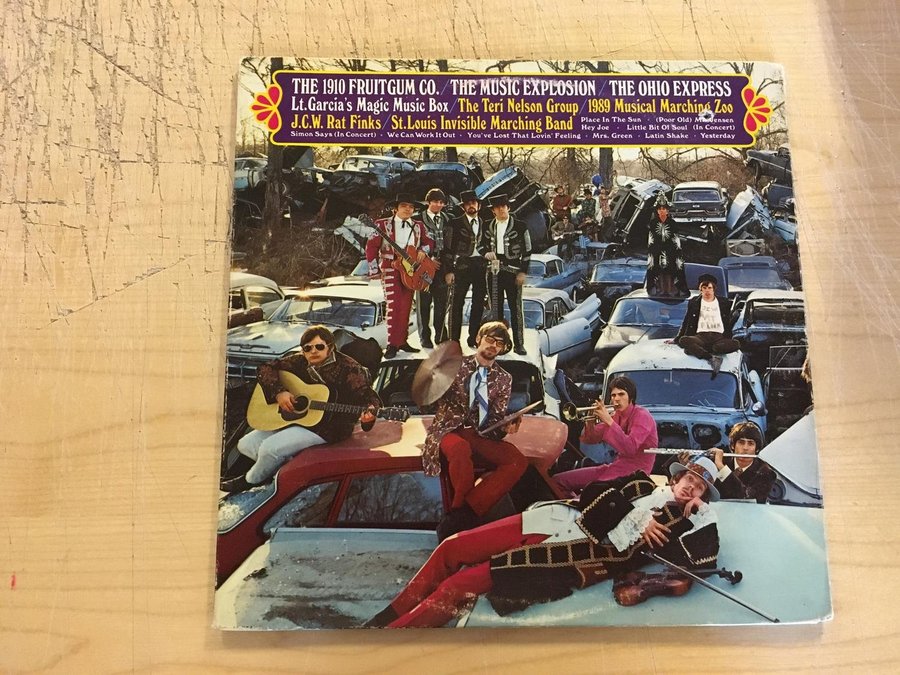 THE 1910 FRUITGUM CO. / THE MUSIC EXPLOSION / THE OHIO EXPRESS
Lt. Garcia's Magic Music Box / The Teri Nelson Group / 1989 Musical Marching Zoo
J.C.W. Rat Finks / St. Louis Invisible Marching Band
Place In The Sun · (Poor Old) Mr. Jensen
Hey Joe · Little Bit Of Soul (In Concert)
Simon Says (In Concert) · We Can Work It Out · You've Lost That Lovin' Feeling · Mrs. Green · Latin Shake · Yesterday